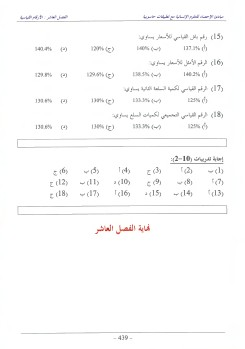 مبادئ الإحصاء للعلوم الإنسانية مع تطبيقات حاسوبية الفصل العاشر: الأرقام القياسية
(15) رقم باش القياسي للأسعار يساوي:
(أ) 137.1% (ب) 140% (ج) 120% (د) 140.4%
(16) الرقم الأمثل للأسعار القياسي يساوي:
(أ) 140.2% (ب) 138.5% (ج) 129.6% (د) 129.8%
(17) الرقم القياسي لكمية السلعة الثانية يساوي:
(أ) 125% (ب) 133.3% (ج) 130% (د) 130.6%
(18) الرقم القياسي التجميعي لكميات السلع يساوي:
(أ) 125% (ب) 133.3% (ج) 130% (د) 130.6%
إجابة تدريبات (10-2):
(1) ب (2) أ (3) ج (4) أ (5) ب (6) ج
(7) أ (8) ب (9) ج (10) د (11) ب (12) ج
(13) أ (14) ب (15) د (16) أ (17) ب (18) ج
نهاية الفصل العاشر
- 439 -